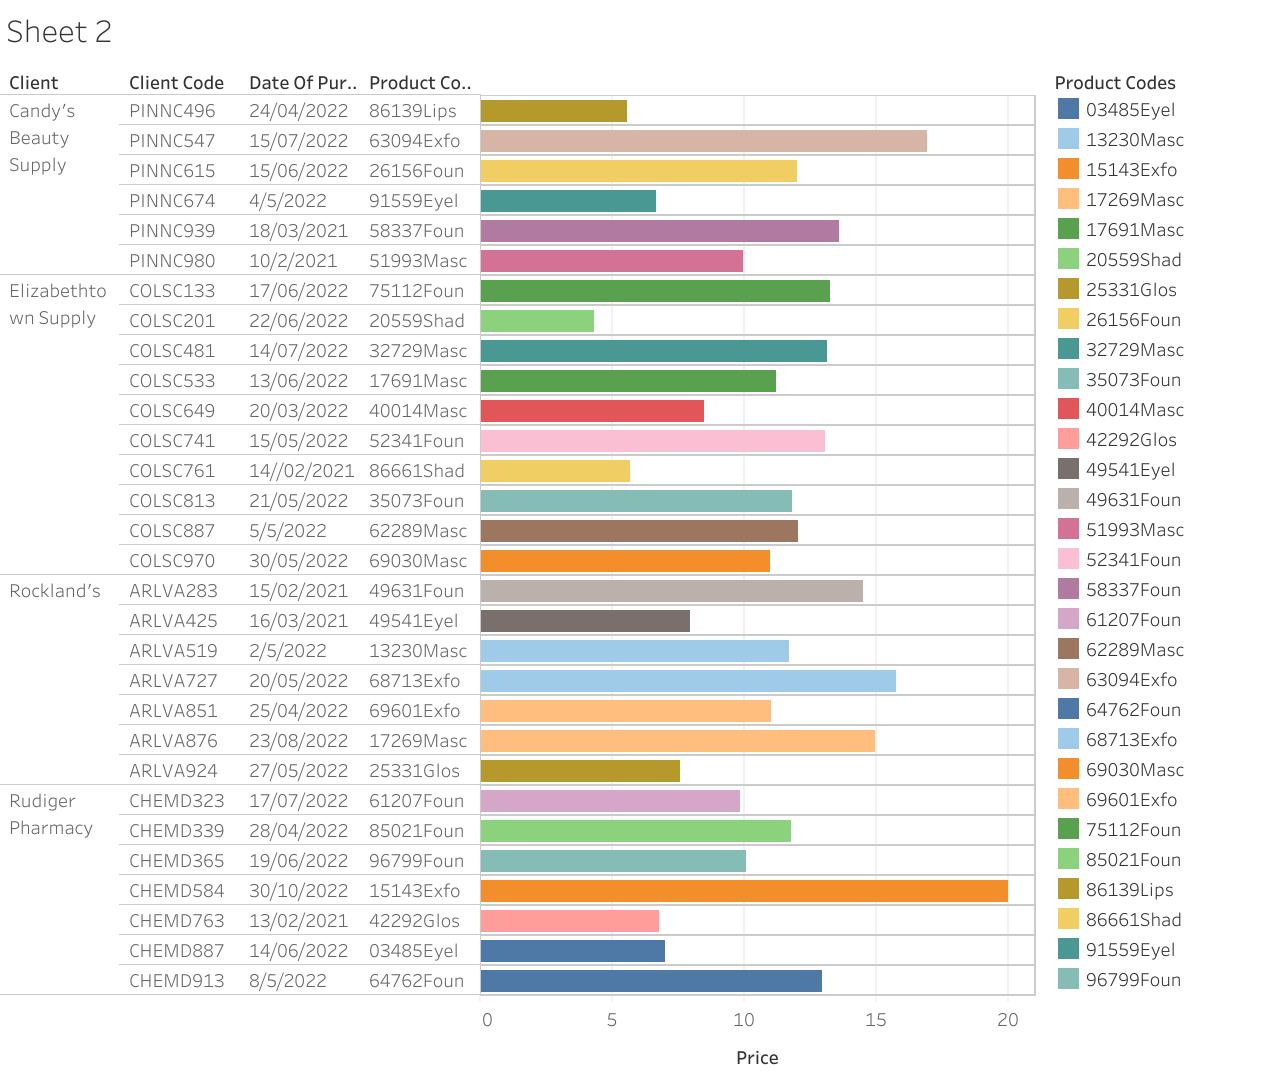 Sheet 2
Client Client Code Date Of Pur.. Product Co.. Product Codes
Candy's PINNC496 24/04/2022 86139Lips 03485Eyel
Beauty PINNC547 15/07/2022 63094Exfo 13230Masc
Supply PINNC615 15/06/2022 26156Foun 15143Exfo
PINNC674 4/5/2022 91559Eyel 17269Masc
PINNC939 18/03/2021 58337Foun 17691Masc
PINNC980 10/2/2021 51993Masc 20559Shad
Elizabethto COLSC133 17/06/2022 75112Foun 25331Glos
wn Supply COLSC201 22/06/2022 20559Shad 26156Foun
COLSC481 14/07/2022 32729Masc 32729Masc
COLSC533 13/06/2022 17691Masc 35073Foun
COLSC649 20/03/2022 40014Masc 40014Masc
COLSC741 15/05/2022 52341Foun 42292Glos
COLSC761 14//02/2021 86661Shad 49541Eyel
COLSC813 21/05/2022 35073Foun 49631Foun
COLSC887 5/5/2022 62289Masc 51993Masc
COLSC970 30/05/2022 69030Masc 52341Foun
Rockland's ARLVA283 15/02/2021 49631Foun 58337Foun
ARLVA425 16/03/2021 49541Eyel 61207Foun
ARLVA519 2/5/2022 13230Masc 62289Masc
ARLVA727 20/05/2022 68713Exfo 63094Exfo
ARLVA851 25/04/2022 69601Exfo 64762Foun
ARLVA876 23/08/2022 17269Masc 68713Exfo
ARLVA924 27/05/2022 25331Glos 69030Masc
Rudiger CHEMD323 17/07/2022 61207Foun 69601Exfo
Pharmacy CHEMD339 28/04/2022 85021Foun 75112Foun
CHEMD365 19/06/2022 96799Foun 85021Foun
CHEMD584 30/10/2022 15143Exfo 86139Lips
CHEMD763 13/02/2021 42292Glos 86661Shad
CHEMD887 14/06/2022 03485Eyel 91559Eyel
CHEMD913 8/5/2022 64762Foun 96799Foun
0 5 10 15 20
Price